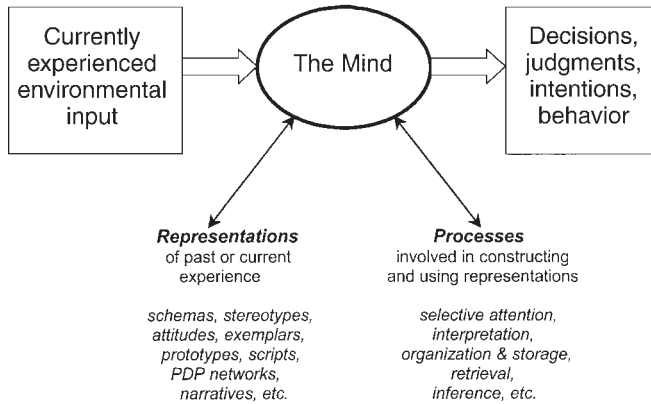 Currently
experienced
environmental
input
The Mind
Decisions,
judgments,
intentions,
behavior
Representations
of past or current
experience
schemas, stereotypes,
attitudes, exemplars,
prototypes, scripts,
PDP networks,
narratives, etc.
Processes
involved in constructing
and using representations
selective attention,
interpretation,
organization & storage,
retrieval,
inference, etc.